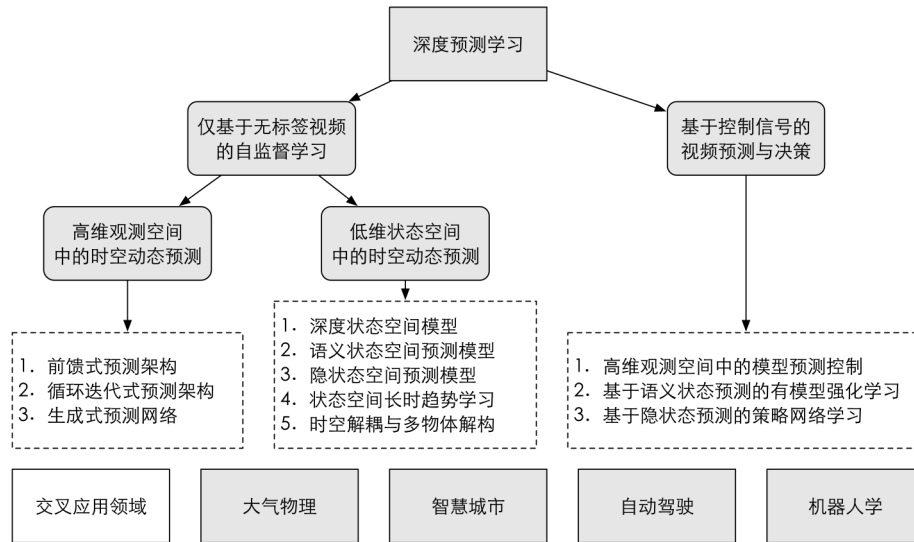 深度预测学习
仅基于无标签视频
的自监督学习
基于控制信号的
视频预测与决策
高维观测空间
中的时空动态预测
低维状态空间
中的时空动态预测
1. 前馈式预测架构
2. 循环迭代式预测架构
3. 生成式预测网络
1. 深度状态空间模型
2. 语义状态空间预测模型
3. 隐状态空间预测模型
4. 状态空间长时趋势学习
5. 时空解耦与多物体解构
1. 高维观测空间中的模型预测控制
2. 基于语义状态预测的有模型强化学习
3. 基于隐状态预测的策略网络学习
交叉应用领域
大气物理
智慧城市
自动驾驶
机器人学